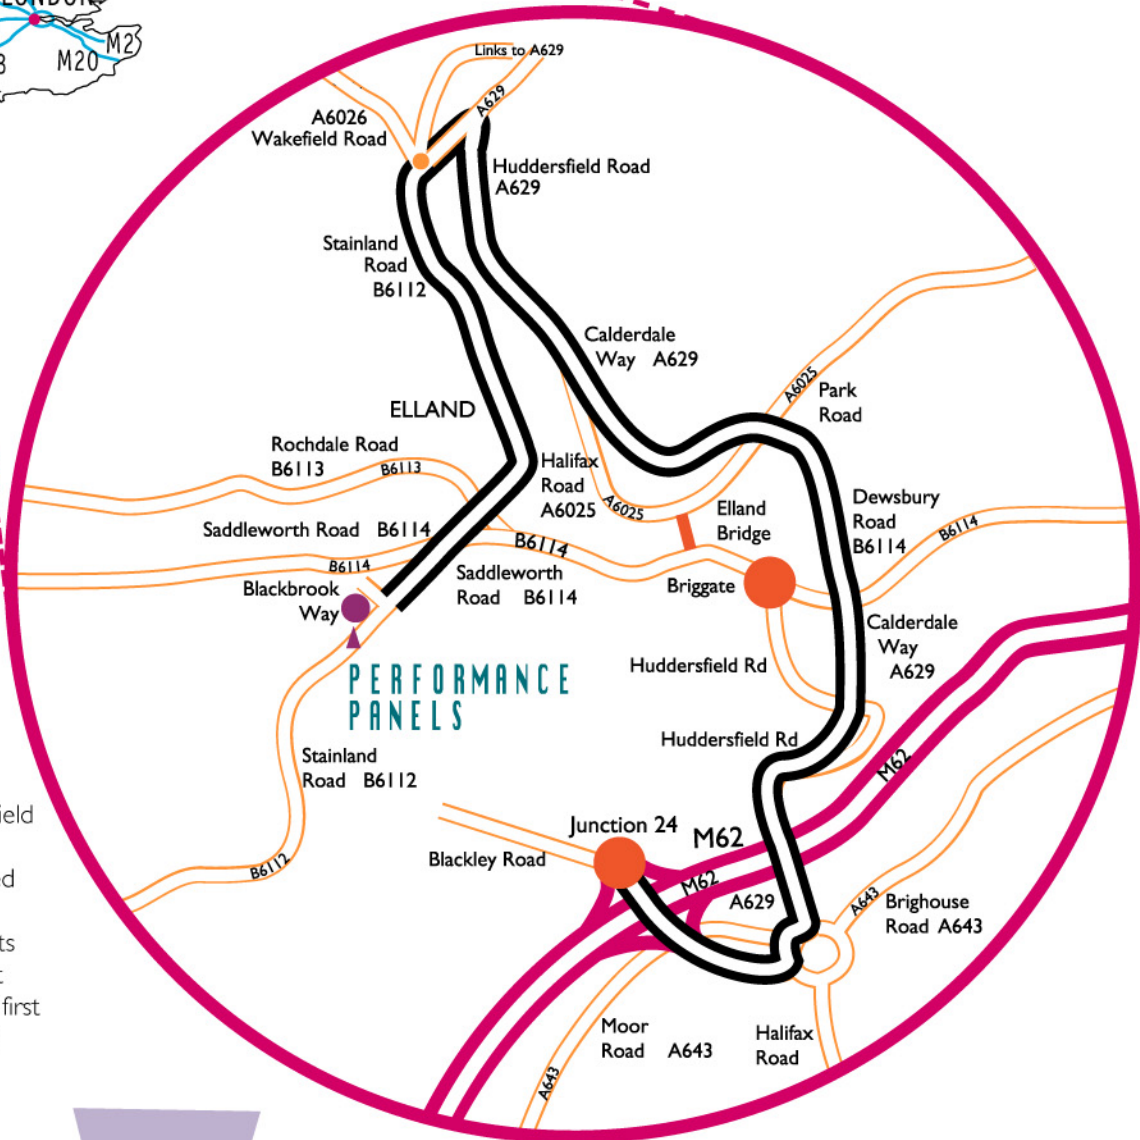 M2
M20
Links to A629
A629
A6026
Wakefield Road
Huddersfield Road
A629
Stainland
Road
B6112
Calderdale
Way A629
A6025
Park
Road
ELLAND
Rochdale Road
B6113
B6113
Halifax
Road
A6025
A6025
Elland
Bridge
Dewsbury
Road
B6114
B6114
Saddleworth Road B6114
B6114
B6114
Saddleworth
Road B6114
Blackbrook
Way
Briggate
Calderdale
Way
A629
Huddersfield Rd
PERFORMANCE
PANELS
Huddersfield Rd
Stainland
Road B6112
M62
Junction 24
M62
Blackley Road
B6112
M62
A629
A643
Brighouse
Road A643
first
Moor
Road A643
Halifax
Road
A643